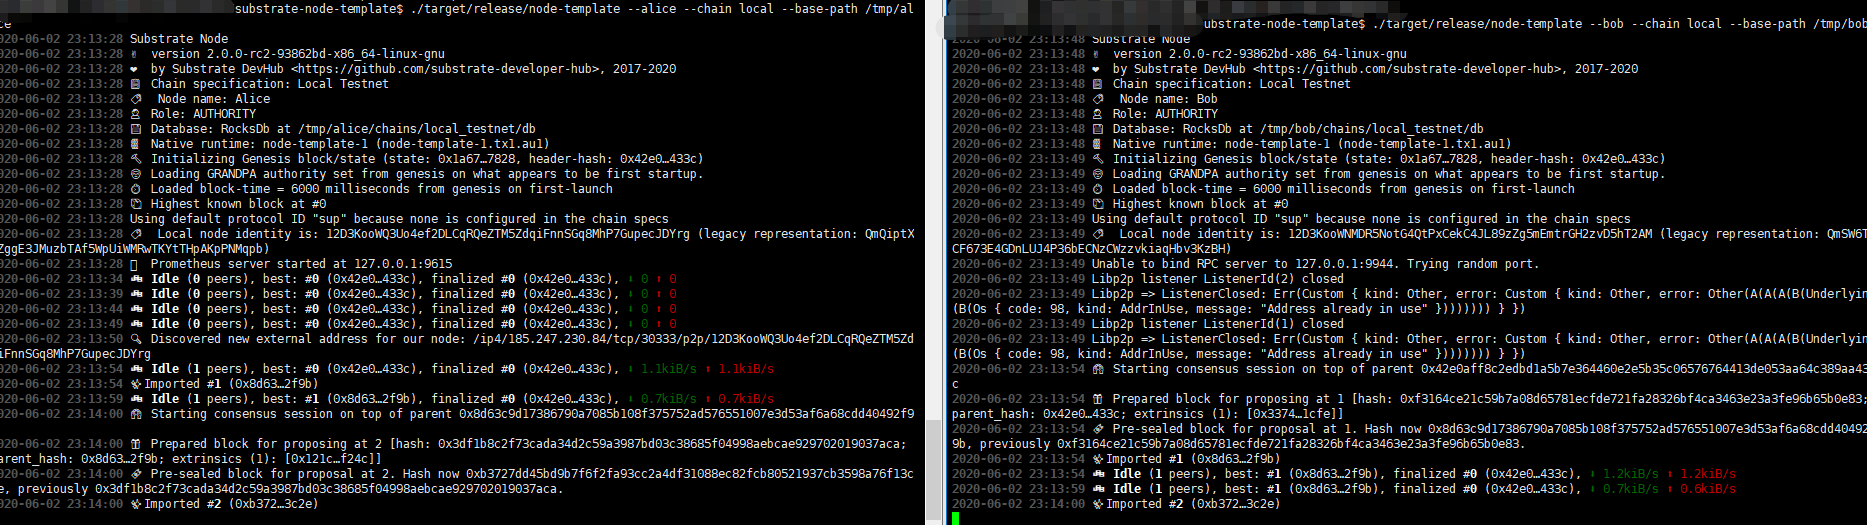 substrate-node-template$ ./target/release/node-template --alice --chain local --base-path /tmp/al
ce
020-06-02 23:13:28 Substrate Node
020-06-02 23:13:28 version 2.0.0-rc2-93862bd-x86_64-linux-gnu
020-06-02 23:13:28 by Substrate DevHub <https://github.com/substrate-developer-hub>, 2017-2020
020-06-02 23:13:28 Chain specification: Local Testnet
020-06-02 23:13:28 Node name: Alice
020-06-02 23:13:28 Role: AUTHORITY
020-06-02 23:13:28 Database: RocksDb at /tmp/alice/chains/local_testnet/db
020-06-02 23:13:28 Native runtime: node-template-1 (node-template-1.tx1.au1)
020-06-02 23:13:28 Initializing Genesis block/state (state: 0x1a67…7828, header-hash: 0x42e0…433c)
020-06-02 23:13:28 Loading GRANDPA authority set from genesis on what appears to be first startup.
020-06-02 23:13:28 Loaded block-time = 6000 milliseconds from genesis on first-launch
020-06-02 23:13:28 Highest known block at #0
020-06-02 23:13:28 Using default protocol ID "sup" because none is configured in the chain specs
020-06-02 23:13:28 Local node identity is: 12D3KooWQ3Uo4ef2DLCqRQeZTM5ZdqiFnnSGq8MhP7GupecJDYrg (legacy representation: QmQiptX
ZggE3JMuzbTAf5WpUiWMRwTKYtTHpAKpPNMqpb)
020-06-02 23:13:28 Prometheus server started at 127.0.0.1:9615
020-06-02 23:13:34 Idle (0 peers), best: #0 (0x42e0…433c), finalized #0 (0x42e0…433c), ⬇ 0 ⬆ 0
020-06-02 23:13:39 Idle (0 peers), best: #0 (0x42e0…433c), finalized #0 (0x42e0…433c), ⬇ 0 ⬆ 0
020-06-02 23:13:44 Idle (0 peers), best: #0 (0x42e0…433c), finalized #0 (0x42e0…433c), ⬇ 0 ⬆ 0
020-06-02 23:13:49 Idle (0 peers), best: #0 (0x42e0…433c), finalized #0 (0x42e0…433c), ⬇ 0 ⬆ 0
020-06-02 23:13:50 Discovered new external address for our node: /ip4/185.247.230.84/tcp/30333/p2p/12D3KooWQ3Uo4ef2DLCqRQeZTM5Zd
iFnnSGq8MhP7GupecJDYrg
020-06-02 23:13:54 Idle (1 peers), best: #0 (0x42e0…433c), finalized #0 (0x42e0…433c), ⬇ 1.1kiB/s ⬆ 1.1kiB/s
020-06-02 23:13:54 Imported #1 (0x8d63…2f9b)
020-06-02 23:13:59 Idle (1 peers), best: #1 (0x8d63…2f9b), finalized #0 (0x42e0…433c), ⬇ 0.7kiB/s ⬆ 0.7kiB/s
020-06-02 23:14:00 Starting consensus session on top of parent 0x8d63c9d17386790a7085b108f375752ad576551007e3d53af6a68cdd40492f9
020-06-02 23:14:00 Prepared block for proposing at 2 [hash: 0x3df1b8c2f73cada34d2c59a3987bd03c38685f04998aebcae929702019037aca;
arent_hash: 0x8d63…2f9b; extrinsics (1): [0x121c…f24c]]
020-06-02 23:14:00 Pre-sealed block for proposal at 2. Hash now 0xb3727dd45bd9b7f6f2fa93cc2a4df31088ec82fcb80521937cb3598a76f13c
e, previously 0x3df1b8c2f73cada34d2c59a3987bd03c38685f04998aebcae929702019037aca.
020-06-02 23:14:00 Imported #2 (0xb372…3c2e)
ubstrate-node-template$ ./target/release/node-template --bob --chain local --base-path /tmp/bob
2020-06-02 23:13:48 Substrate Node
2020-06-02 23:13:48 version 2.0.0-rc2-93862bd-x86_64-linux-gnu
2020-06-02 23:13:48 by Substrate DevHub <https://github.com/substrate-developer-hub>, 2017-2020
2020-06-02 23:13:48 Chain specification: Local Testnet
2020-06-02 23:13:48 Node name: Bob
2020-06-02 23:13:48 Role: AUTHORITY
2020-06-02 23:13:48 Database: RocksDb at /tmp/bob/chains/local_testnet/db
2020-06-02 23:13:48 Native runtime: node-template-1 (node-template-1.tx1.au1)
2020-06-02 23:13:49 Initializing Genesis block/state (state: 0x1a67…7828, header-hash: 0x42e0…433c)
2020-06-02 23:13:49 Loading GRANDPA authority set from genesis on what appears to be first startup.
2020-06-02 23:13:49 Loaded block-time = 6000 milliseconds from genesis on first-launch
2020-06-02 23:13:49 Highest known block at #0
2020-06-02 23:13:49 Using default protocol ID "sup" because none is configured in the chain specs
2020-06-02 23:13:49 Local node identity is: 12D3KooWNMDR5NotG4QtPxCekC4JL89zZg5mEmtrGH2zvD5hT2AM (legacy representation: QmSW6T
CF673E4GDnLUJ4P36bECNzCWzzvkiaqHbv3KzBH)
2020-06-02 23:13:49 Unable to bind RPC server to 127.0.0.1:9944. Trying random port.
2020-06-02 23:13:49 Libp2p listener ListenerId(2) closed
2020-06-02 23:13:49 Libp2p => ListenerClosed: Err(Custom { kind: Other, error: Custom { kind: Other, error: Other(A(A(A(B(Underlyin
(B(Os { code: 98, kind: AddrInUse, message: "Address already in use" }))))))) } })
2020-06-02 23:13:49 Libp2p listener ListenerId(1) closed
2020-06-02 23:13:49 Libp2p => ListenerClosed: Err(Custom { kind: Other, error: Custom { kind: Other, error: Other(A(A(A(B(Underlyin
(B(Os { code: 98, kind: AddrInUse, message: "Address already in use" }))))))) } })
2020-06-02 23:13:54 Starting consensus session on top of parent 0x42e0aff8c2edbd1a5b7e364460e2e5b35c06576764413de053aa64c389aa43
c
2020-06-02 23:13:54 Prepared block for proposing at 1 [hash: 0xf3164ce21c59b7a08d65781ecfde721fa28326bf4ca3463e23a3fe96b65b0e83;
parent_hash: 0x42e0…433c; extrinsics (1): [0x3374…1cfe]]
2020-06-02 23:13:54 Pre-sealed block for proposal at 1. Hash now 0x8d63c9d17386790a7085b108f375752ad576551007e3d53af6a68cdd40492
9b, previously 0xf3164ce21c59b7a08d65781ecfde721fa28326bf4ca3463e23a3fe96b65b0e83.
2020-06-02 23:13:54 Imported #1 (0x8d63…2f9b)
2020-06-02 23:13:54 Idle (1 peers), best: #1 (0x8d63…2f9b), finalized #0 (0x42e0…433c), ⬇ 1.2kiB/s ⬆ 1.2kiB/s
2020-06-02 23:13:59 Idle (1 peers), best: #1 (0x8d63…2f9b), finalized #0 (0x42e0…433c), ⬇ 0.7kiB/s ⬆ 0.6kiB/s
2020-06-02 23:14:00 Imported #2 (0xb372…3c2e)